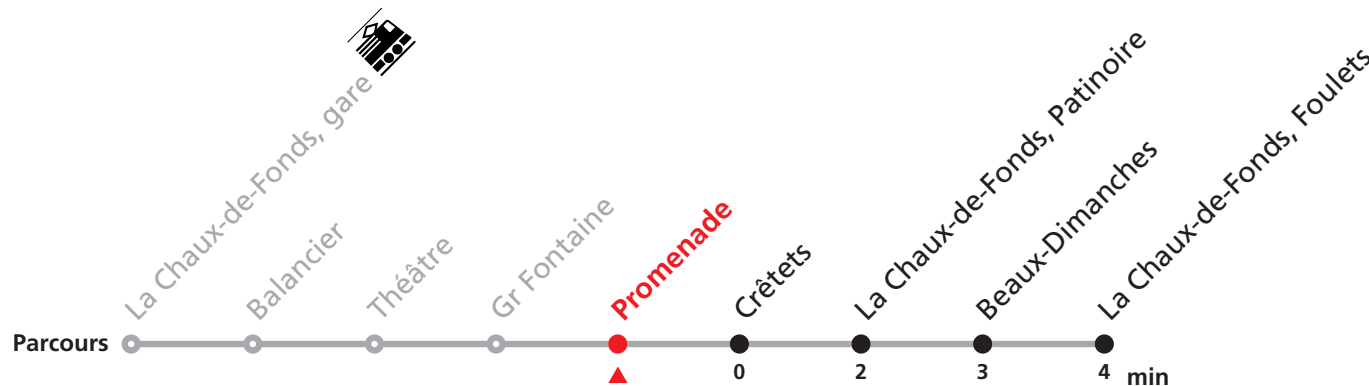 La Chaux-de-Fonds, gare
Balancier
Théâtre
Gr Fontaine
Promenade
Crêtets
La Chaux-de-Fonds, Patinoire
Beaux-Dimanches
La Chaux-de-Fonds, Foulets
Parcours
0 2 3 4 min